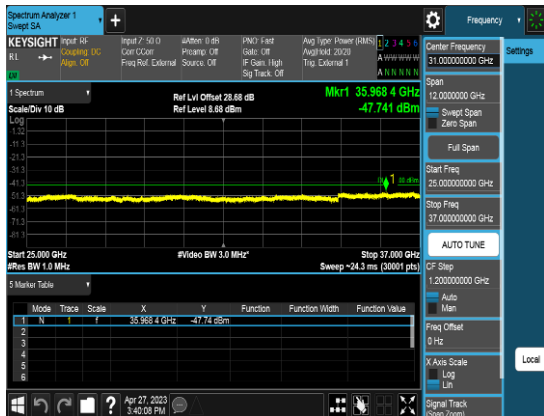 Spectrum Analyzer 1
Swept SA
+
Frequency
KEYSIGHT
Input: RF
Coupling: DC
Align: Off
Input Z: 50 Ω
Corr CCorr
Freq Ref: External
#Atten: 0 dB
Preamp: Off
Source: Off
PNO: Fast
Gate: Off
IF Gain: High
Sig Track: Off
Avg Type: Power (RMS)
Avg|Hold: 20/20
Trig: External 1
1 2 3 4 5 6
A W W W W W
A N N N N N
RL
1 Spectrum
Scale/Div 10 dB
Ref Lvl Offset 28.68 dB
Ref Level 8.68 dBm
Mkr1 35.968 4 GHz
-47.741 dBm
Log
-1.32
-11.3
-21.3
-31.3
-41.3
-51.3
-61.3
-71.3
-81.3
1
Start 25.000 GHz
#Video BW 3.0 MHz*
Stop 37.000 GHz
#Res BW 1.0 MHz
Sweep ~24.3 ms (30001 pts)
5 Marker Table
Mode Trace Scale X Y Function Function Width Function Value
1 N 1 f 35.968 4 GHz -47.74 dBm
2
3
4
5
6
Apr 27, 2023
3:40:08 PM
Center Frequency
31.000000000 GHz
Settings
Span
12.0000000 GHz
Swept Span
Zero Span
Full Span
Start Freq
25.000000000 GHz
Stop Freq
37.000000000 GHz
AUTO TUNE
CF Step
1.200000000 GHz
Auto
Man
Freq Offset
0 Hz
X Axis Scale
Log
Lin
Local
Signal Track
(Span Zoom)